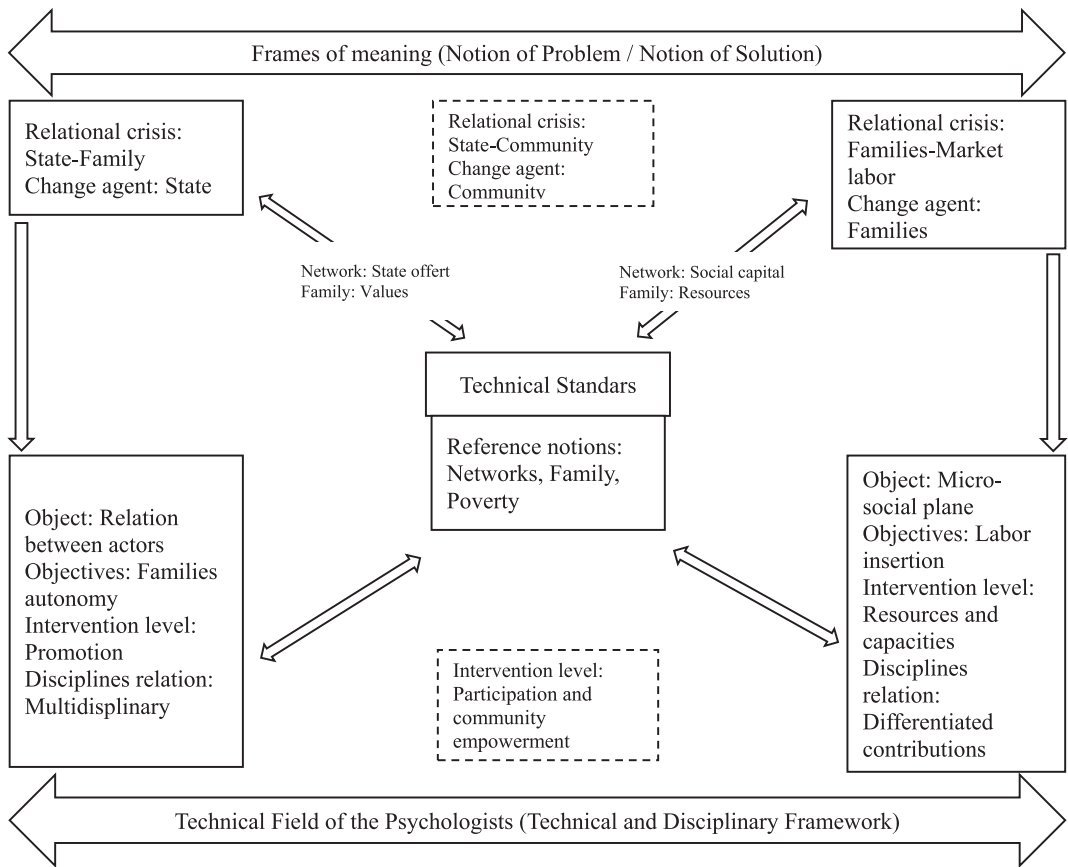 Frames of meaning (Notion of Problem / Notion of Solution)
Relational crisis:
State-Family
Change agent: State
Relational crisis:
State-Community
Change agent:
Community
Relational crisis:
Families-Market
labor
Change agent:
Families
Network: State offert
Family: Values
Network: Social capital
Family: Resources
Technical Standars
Reference notions:
Networks, Family,
Poverty
Object: Relation
between actors
Objectives: Families
autonomy
Intervention level:
Promotion
Disciplines relation:
Multidisplinary
Intervention level:
Participation and
community
empowerment
Object: Micro-
social plane
Objectives: Labor
insertion
Intervention level:
Resources and
capacities
Disciplines
relation:
Differentiated
contributions
Technical Field of the Psychologists (Technical and Disciplinary Framework)